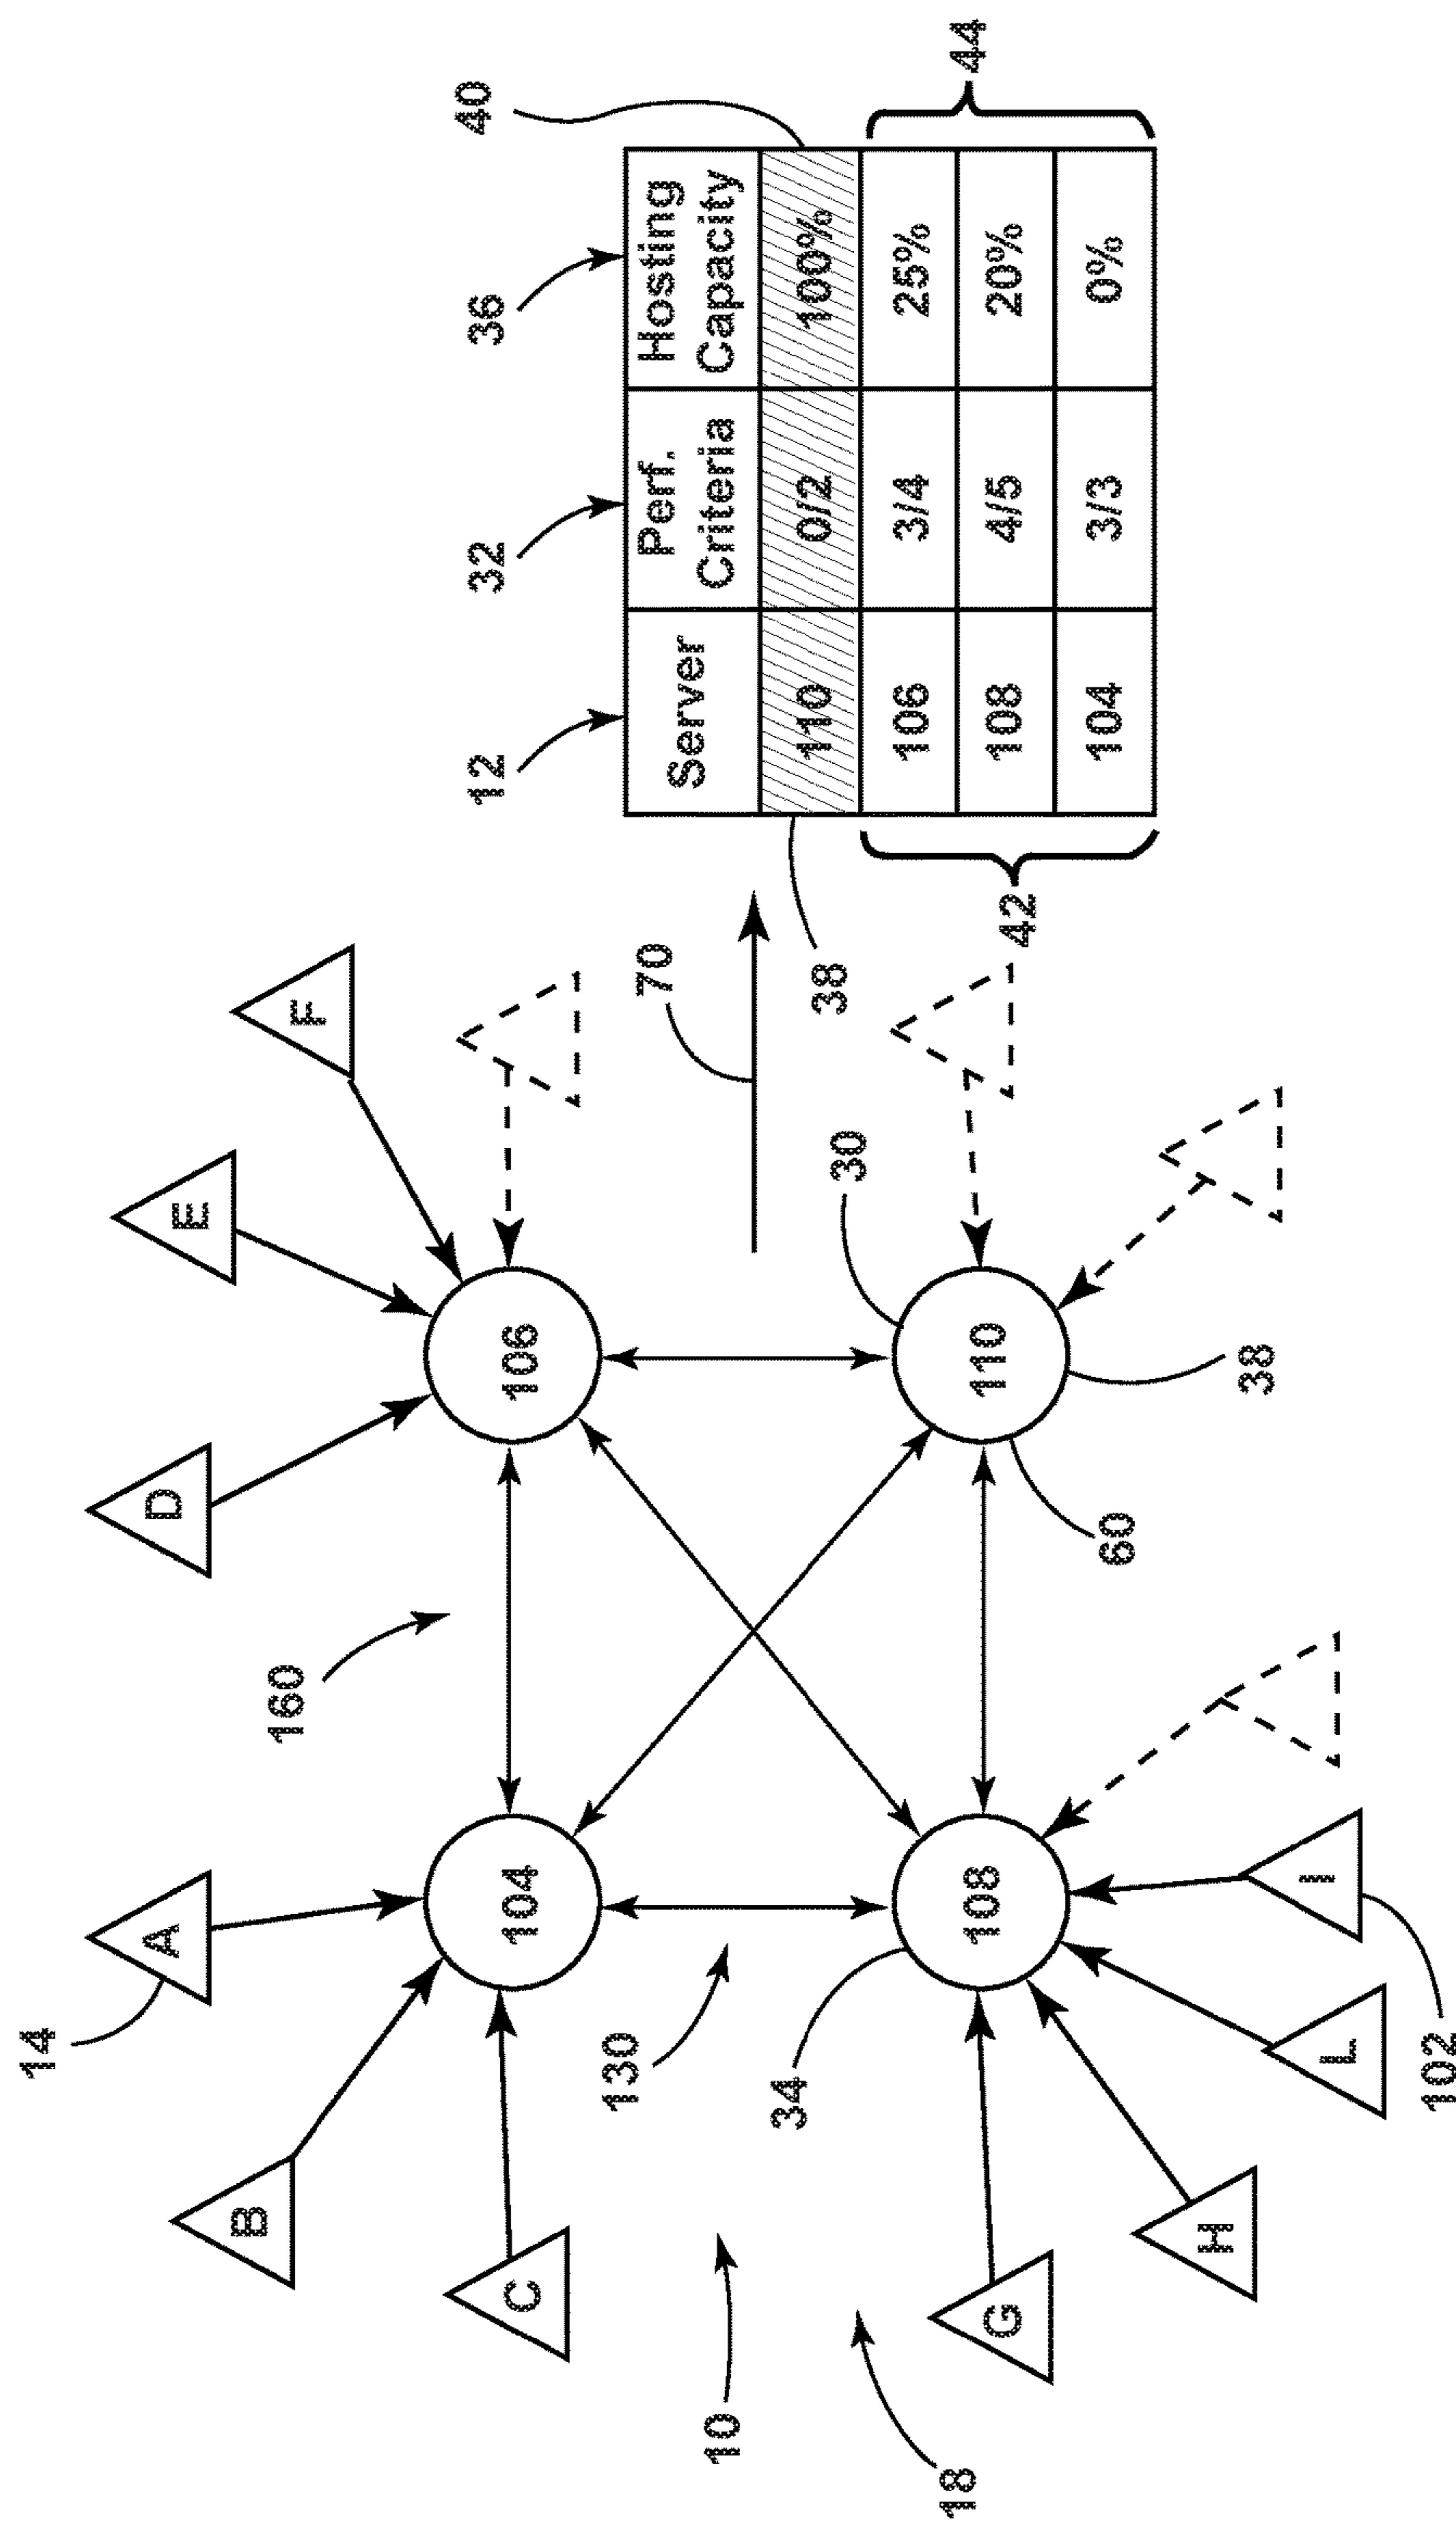 14
A
D
E
B
160
F
12
32
36
40
C
104
106
130
70
Server
Perf.
Criteria
Hosting
Capacity
10
34
110
0/2
100%
38
30
106
3/4
25%
18
44
G
108
110
42
108
4/5
20%
104
3/3
0%
60
H
38
I
L
102